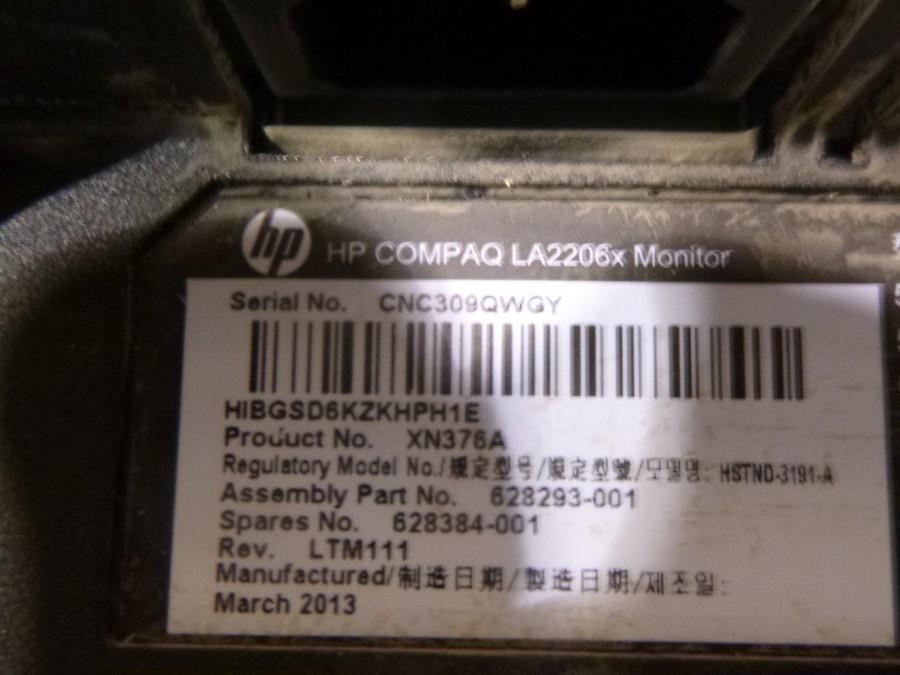 hp HP COMPAQ LA2206x Monitor
Serial No. CNC309QWGY
HIBGSD6KZKHPH1E
Product No. XN376A
Regulatory Model No./規定型号/規定型號/모델명: HSTND-3191-A
Assembly Part No. 628293-001
Spares No. 628384-001
Rev. LTM111
Manufactured/制造日期/製造日期/제조일:
March 2013